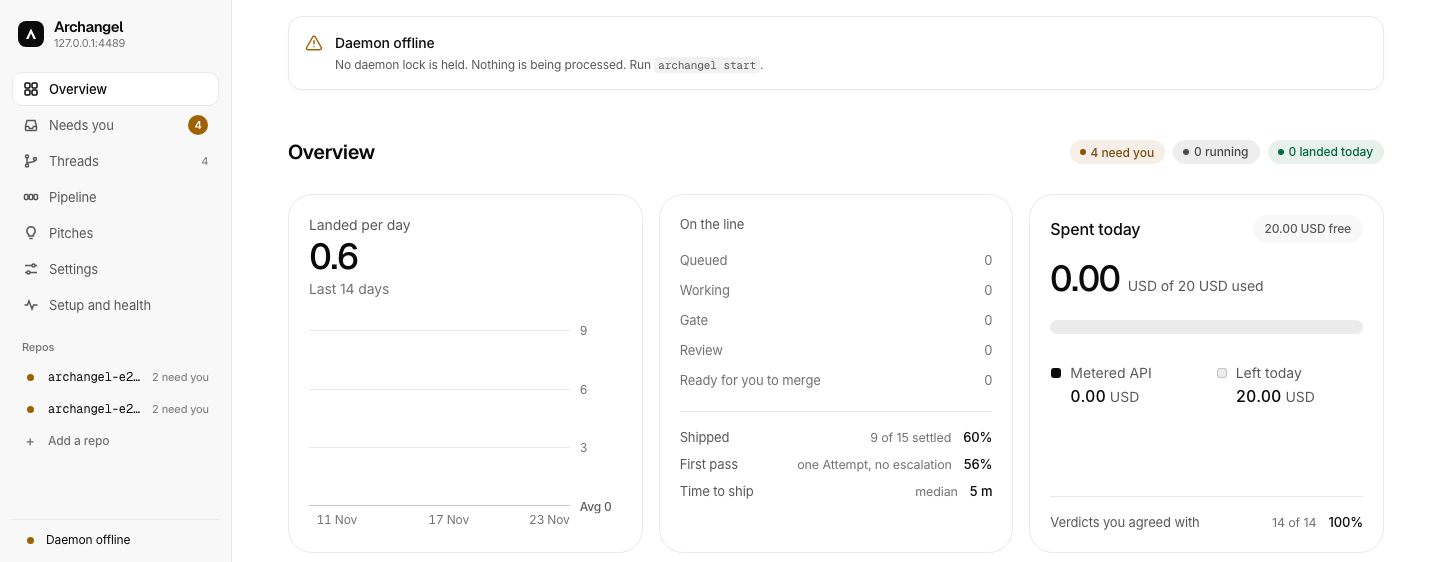 Archangel
127.0.0.1:4489
Overview
Needs you 4
Threads 4
Pipeline
Pitches
Settings
Setup and health
Repos
archangel-e2… 2 need you
archangel-e2… 2 need you
+ Add a repo
Daemon offline
Daemon offline
No daemon lock is held. Nothing is being processed. Run archangel start.
Overview
4 need you 0 running 0 landed today
Landed per day
0.6
Last 14 days
9
6
3
Avg 0
11 Nov 17 Nov 23 Nov
On the line
Queued 0
Working 0
Gate 0
Review 0
Ready for you to merge 0
Shipped 9 of 15 settled 60%
First pass one Attempt, no escalation 56%
Time to ship median 5 m
Spent today 20.00 USD free
0.00 USD of 20 USD used
Metered API Left today
0.00 USD 20.00 USD
Verdicts you agreed with 14 of 14 100%